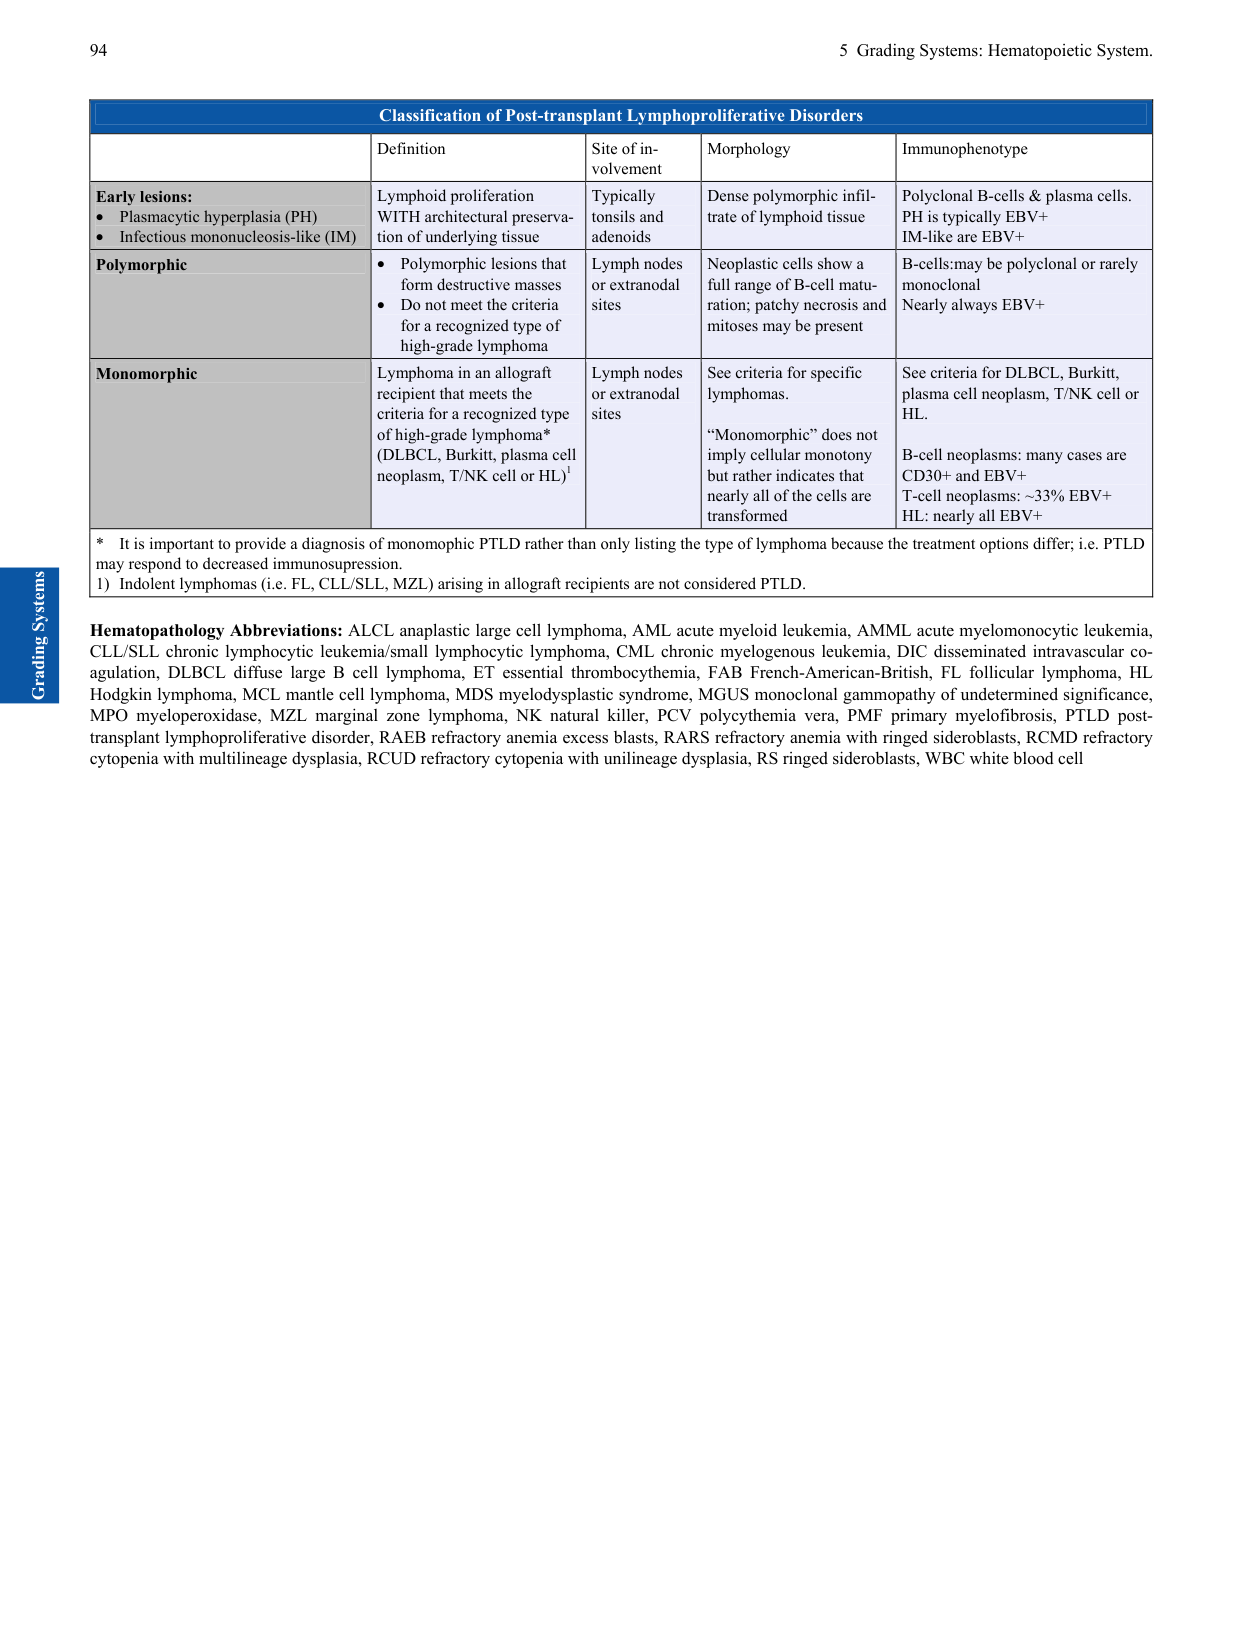 94
5 Grading Systems: Hematopoietic System.
Classification of Post-transplant Lymphoproliferative Disorders
Definition
Site of in-
volvement
Morphology
Immunophenotype
Early lesions:
• Plasmacytic hyperplasia (PH)
• Infectious mononucleosis-like (IM)
Lymphoid proliferation
WITH architectural preserva-
tion of underlying tissue
Typically
tonsils and
adenoids
Dense polymorphic infil-
trate of lymphoid tissue
Polyclonal B-cells & plasma cells.
PH is typically EBV+
IM-like are EBV+
Polymorphic
• Polymorphic lesions that
form destructive masses
• Do not meet the criteria
for a recognized type of
high-grade lymphoma
Lymph nodes
or extranodal
sites
Neoplastic cells show a
full range of B-cell matu-
ration; patchy necrosis and
mitoses may be present
B-cells:may be polyclonal or rarely
monoclonal
Nearly always EBV+
Monomorphic
Lymphoma in an allograft
recipient that meets the
criteria for a recognized type
of high-grade lymphoma*
(DLBCL, Burkitt, plasma cell
neoplasm, T/NK cell or HL)1
Lymph nodes
or extranodal
sites
See criteria for specific
lymphomas.
“Monomorphic” does not
imply cellular monotony
but rather indicates that
nearly all of the cells are
transformed
See criteria for DLBCL, Burkitt,
plasma cell neoplasm, T/NK cell or
HL.
B-cell neoplasms: many cases are
CD30+ and EBV+
T-cell neoplasms: ~33% EBV+
HL: nearly all EBV+
* It is important to provide a diagnosis of monomophic PTLD rather than only listing the type of lymphoma because the treatment options differ; i.e. PTLD
may respond to decreased immunosupression.
1) Indolent lymphomas (i.e. FL, CLL/SLL, MZL) arising in allograft recipients are not considered PTLD.
Grading Systems
Hematopathology Abbreviations: ALCL anaplastic large cell lymphoma, AML acute myeloid leukemia, AMML acute myelomonocytic leukemia,
CLL/SLL chronic lymphocytic leukemia/small lymphocytic lymphoma, CML chronic myelogenous leukemia, DIC disseminated intravascular co-
agulation, DLBCL diffuse large B cell lymphoma, ET essential thrombocythemia, FAB French-American-British, FL follicular lymphoma, HL
Hodgkin lymphoma, MCL mantle cell lymphoma, MDS myelodysplastic syndrome, MGUS monoclonal gammopathy of undetermined significance,
MPO myeloperoxidase, MZL marginal zone lymphoma, NK natural killer, PCV polycythemia vera, PMF primary myelofibrosis, PTLD post-
transplant lymphoproliferative disorder, RAEB refractory anemia excess blasts, RARS refractory anemia with ringed sideroblasts, RCMD refractory
cytopenia with multilineage dysplasia, RCUD refractory cytopenia with unilineage dysplasia, RS ringed sideroblasts, WBC white blood cell